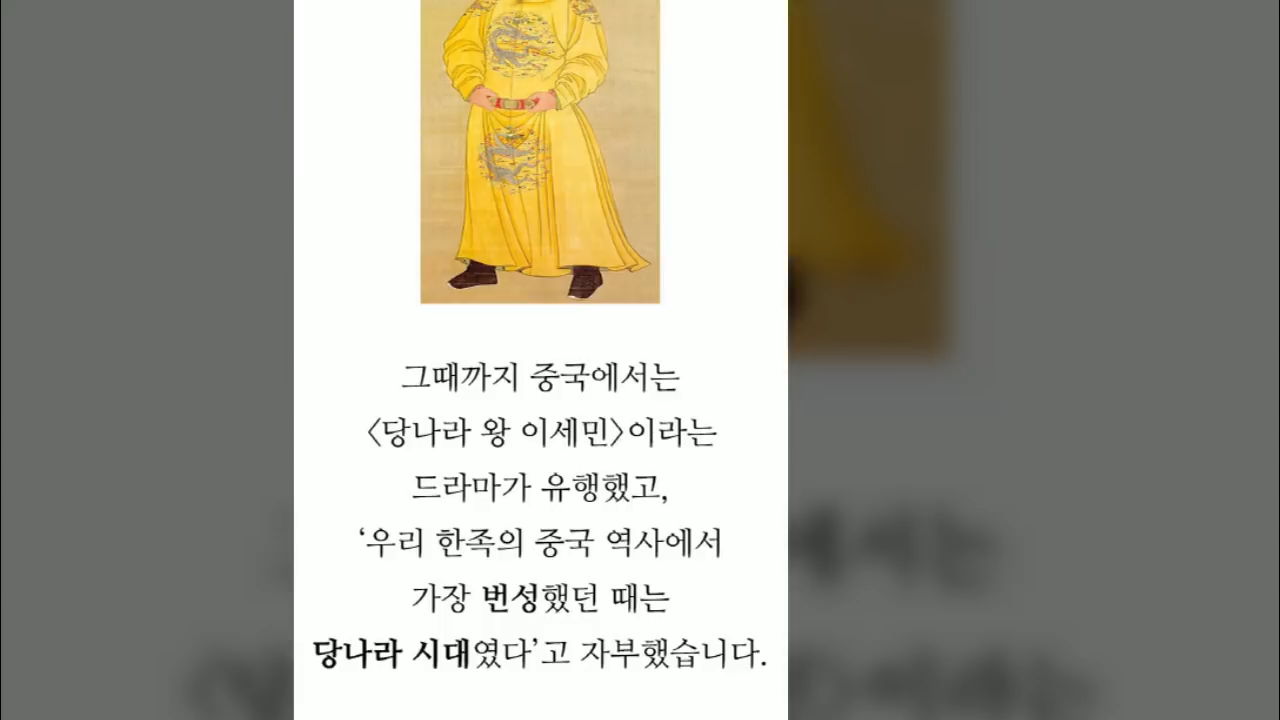 그때까지 중국에서는
〈당나라 왕 이세민〉이라는
드라마가 유행했고,
‘우리 한족의 중국 역사에서
가장 번성했던 때는
당나라 시대였다’고 자부했습니다.